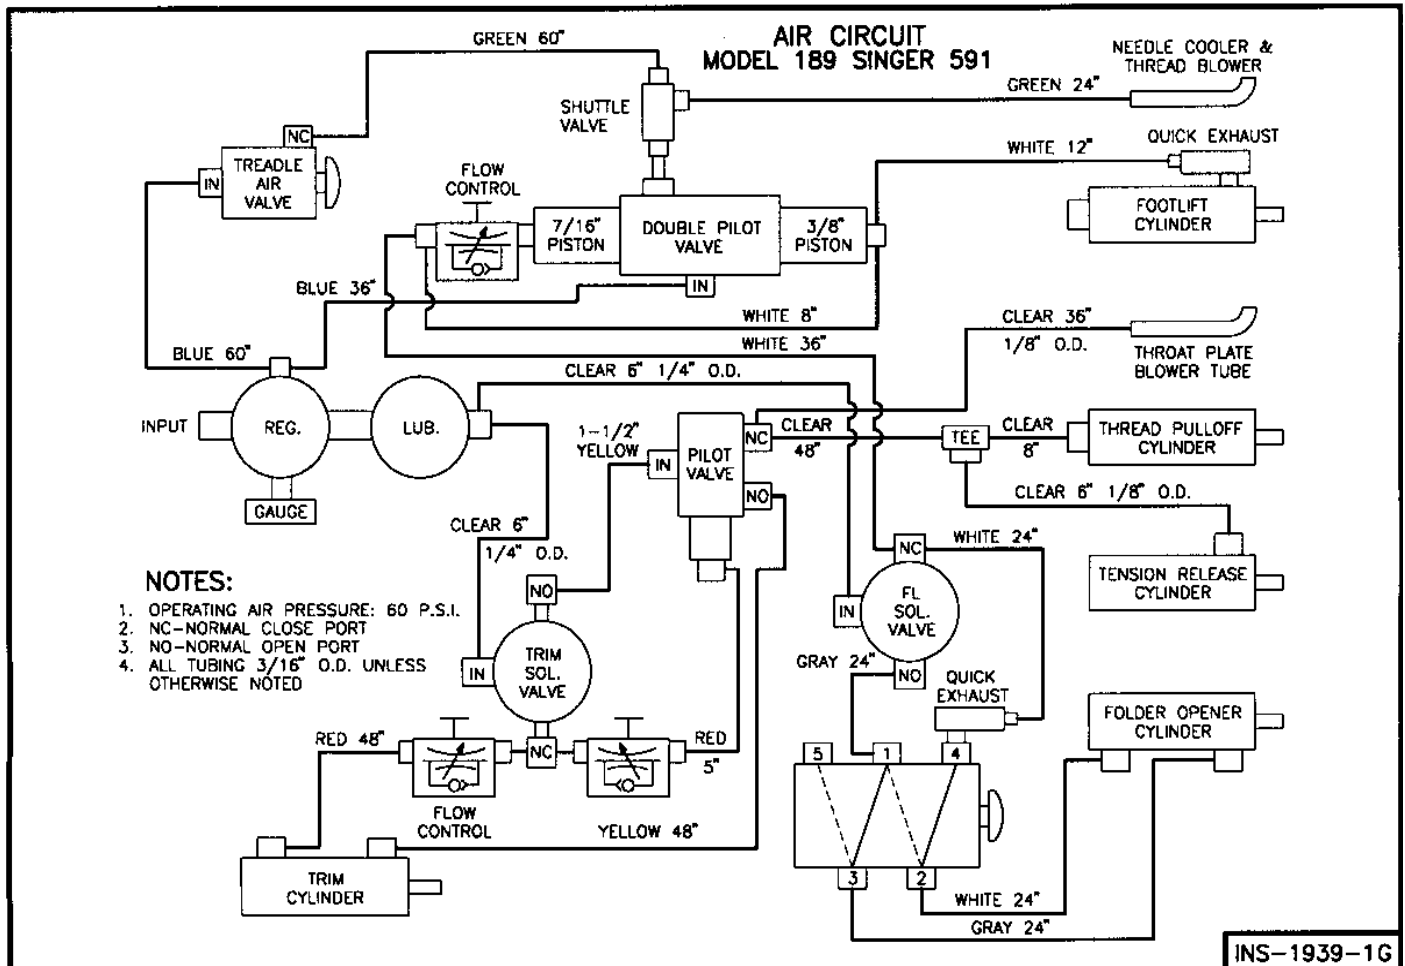 AIR CIRCUIT
MODEL 189 SINGER 591
GREEN 60"
NEEDLE COOLER &
THREAD BLOWER
GREEN 24"
SHUTTLE
VALVE
NC
TREADLE
AIR
VALVE
IN
FLOW
CONTROL
WHITE 12"
QUICK EXHAUST
FOOTLIFT
CYLINDER
7/16"
PISTON
DOUBLE PILOT
VALVE
3/8"
PISTON
IN
BLUE 36"
WHITE 8"
CLEAR 36"
1/8" O.D.
WHITE 36"
BLUE 60"
THROAT PLATE
BLOWER TUBE
CLEAR 6" 1/4" O.D.
INPUT
REG.
LUB.
1-1/2"
YELLOW
IN
PILOT
VALVE
NC
CLEAR
48"
TEE
CLEAR
8"
THREAD PULLOFF
CYLINDER
NO
GAUGE
CLEAR 6" 1/8" O.D.
CLEAR 6"
1/4" O.D.
WHITE 24"
NC
TENSION RELEASE
CYLINDER
NOTES:
1. OPERATING AIR PRESSURE: 60 P.S.I.
2. NC-NORMAL CLOSE PORT
3. NO-NORMAL OPEN PORT
4. ALL TUBING 3/16" O.D. UNLESS
OTHERWISE NOTED
NO
IN
TRIM
SOL.
VALVE
NC
IN
FL
SOL.
VALVE
NO
GRAY 24"
QUICK
EXHAUST
FOLDER OPENER
CYLINDER
RED 48"
RED
5"
FLOW
CONTROL
5
1
4
YELLOW 48"
TRIM
CYLINDER
3
2
WHITE 24"
GRAY 24"
INS-1939-1G